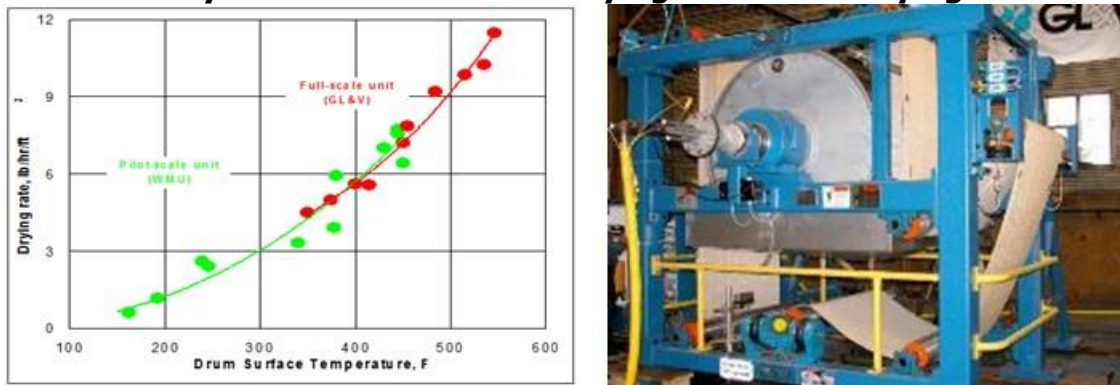 12
9
6
3
0
Drying rate, lb/hr/ft2
Full-scale unit
(GL&V)
Pilot-scale unit
(WMU)
100 200 300 400 500 600
Drum Surface Temperature, F
GL